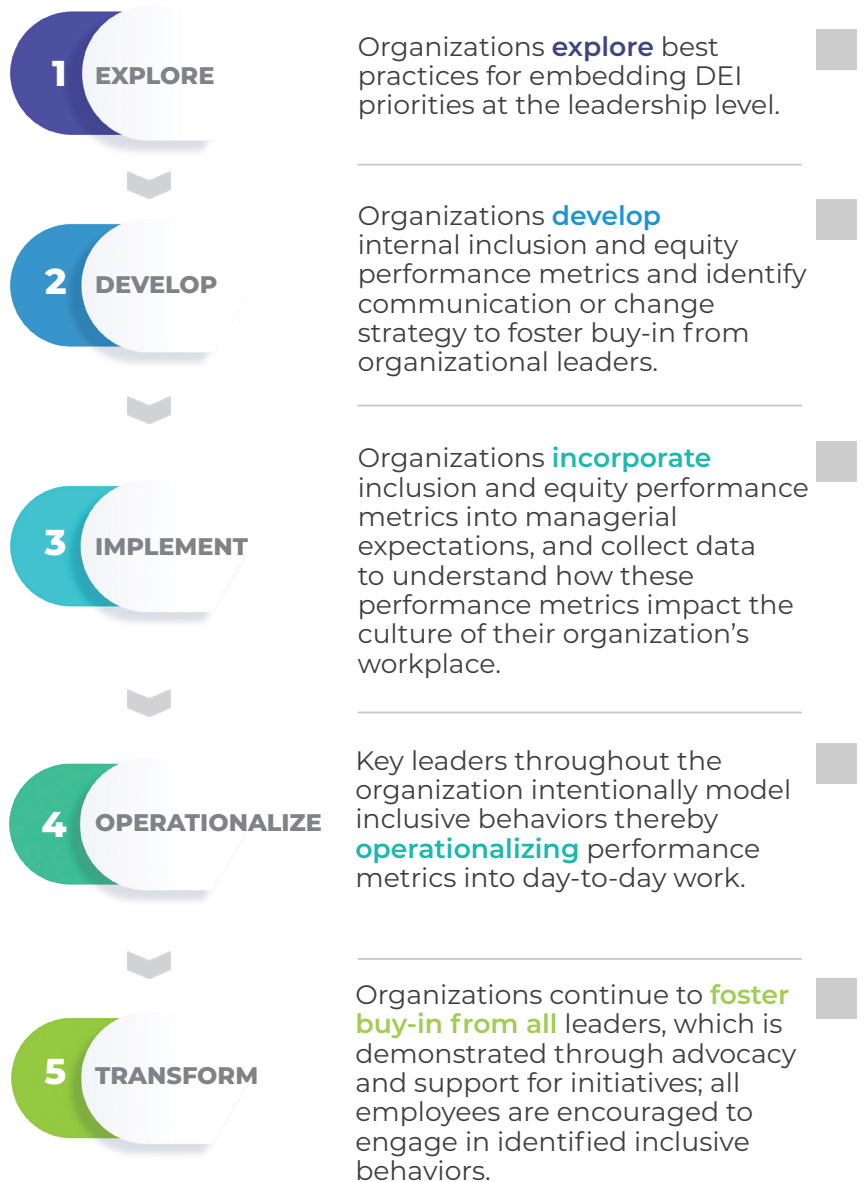 1 EXPLORE
Organizations explore best
practices for embedding DEI
priorities at the leadership level.
2 DEVELOP
Organizations develop
internal inclusion and equity
performance metrics and identify
communication or change
strategy to foster buy-in from
organizational leaders.
3 IMPLEMENT
Organizations incorporate
inclusion and equity performance
metrics into managerial
expectations, and collect data
to understand how these
performance metrics impact the
culture of their organization’s
workplace.
4 OPERATIONALIZE
Key leaders throughout the
organization intentionally model
inclusive behaviors thereby
operationalizing performance
metrics into day-to-day work.
5 TRANSFORM
Organizations continue to foster
buy-in from all leaders, which is
demonstrated through advocacy
and support for initiatives; all
employees are encouraged to
engage in identified inclusive
behaviors.